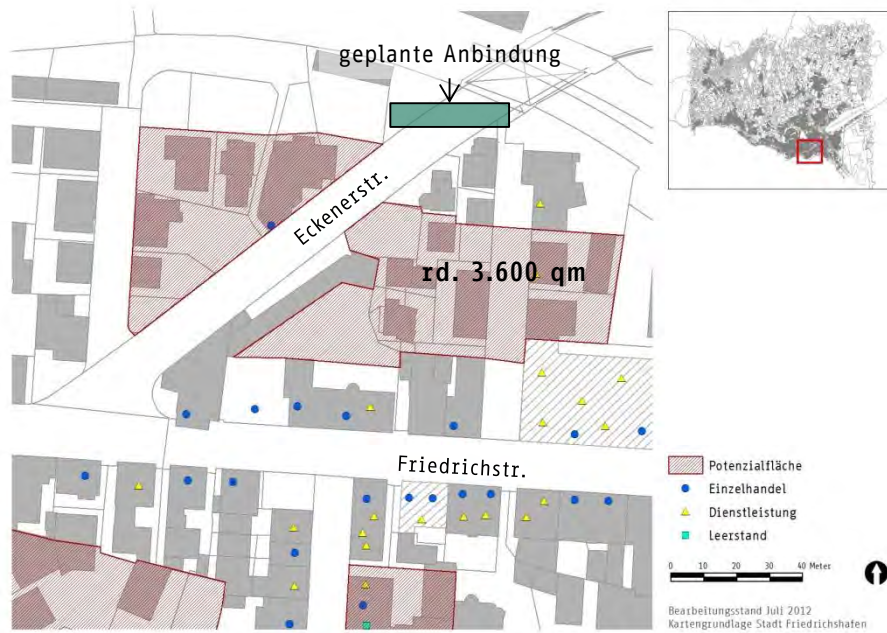 geplante Anbindung
Eckenerstr.
rd. 3.600 qm
Friedrichstr.
Potenzialfläche
Einzelhandel
Dienstleistung
Leerstand
0 10 20 30 40 Meter
Bearbeitungsstand Juli 2012
Kartengrundlage Stadt Friedrichshafen